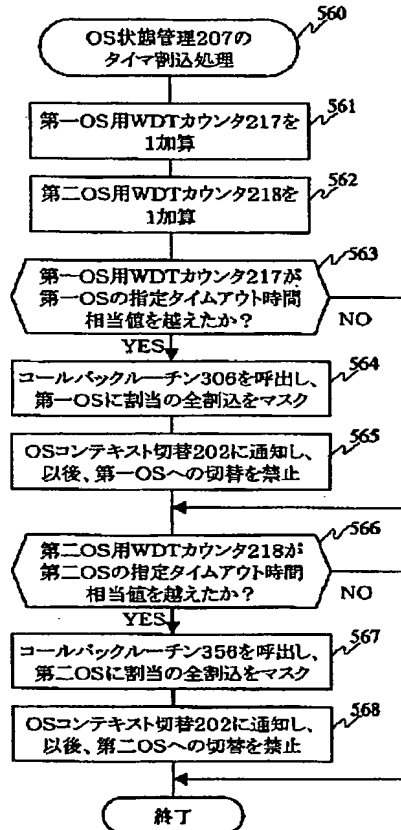 560
OS状態管理207の
タイマ割込処理
561
第一OS用WDTカウンタ217を
1加算
562
第二OS用WDTカウンタ218を
1加算
563
第一OS用WDTカウンタ217が
第一OSの指定タイムアウト時間
相当値を越えたか?
NO
YES
564
コールバックルーチン306を呼出し、
第一OSに割当の全割込をマスク
565
OSコンテキスト切替202に通知し、
以後、第一OSへの切替を禁止
566
第二OS用WDTカウンタ218が
第二OSの指定タイムアウト時間
相当値を越えたか?
NO
YES
567
コールバックルーチン356を呼出し、
第二OSに割当の全割込をマスク
568
OSコンテキスト切替202に通知し、
以後、第二OSへの切替を禁止
終了